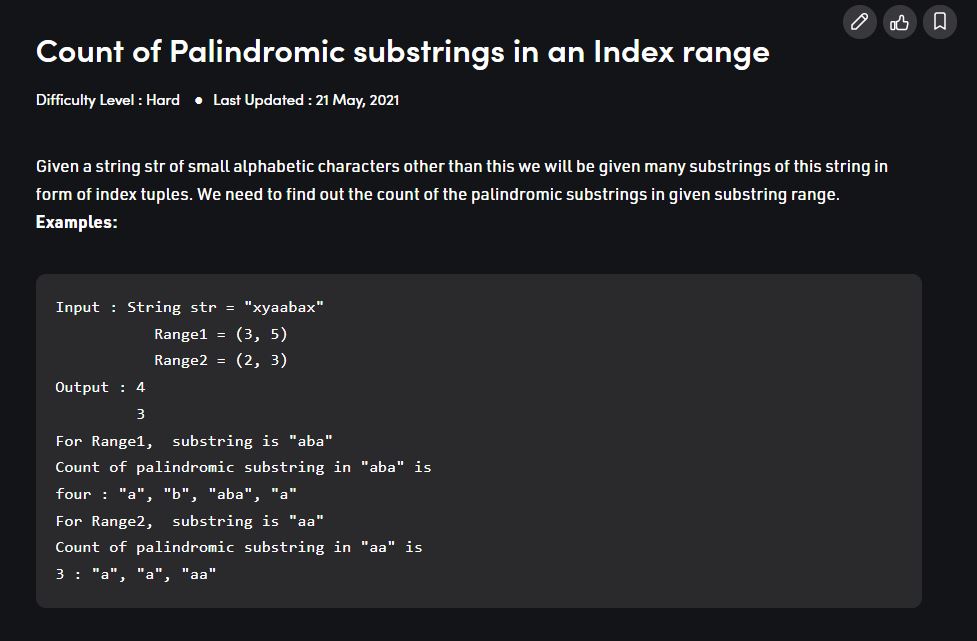 Count of Palindromic substrings in an Index range
Difficulty Level : Hard ● Last Updated : 21 May, 2021
Given a string str of small alphabetic characters other than this we will be given many substrings of this string in
form of index tuples. We need to find out the count of the palindromic substrings in given substring range.
Examples:
Input : String str = "xyaabax"
Range1 = (3, 5)
Range2 = (2, 3)
Output : 4
3
For Range1,  substring is "aba"
Count of palindromic substring in "aba" is
four : "a", "b", "aba", "a"
For Range2,  substring is "aa"
Count of palindromic substring in "aa" is
3 : "a", "a", "aa"